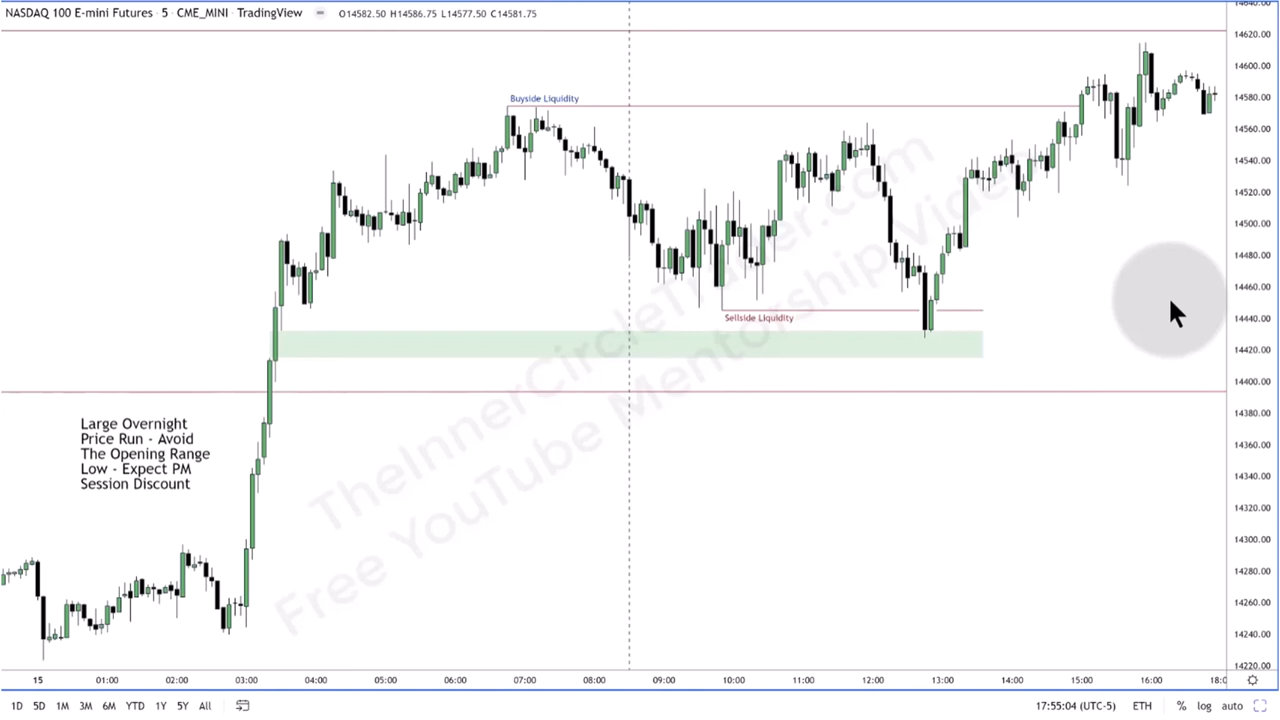 NASDAQ 100 E-mini Futures · 5 · CME_MINI · TradingView O14582.50 H14586.75 L14577.50 C14581.75
14640.00
14620.00
14600.00
14580.00
14560.00
14540.00
14520.00
14500.00
14480.00
14460.00
14440.00
14420.00
14400.00
14380.00
14360.00
14340.00
14320.00
14300.00
14280.00
14260.00
14240.00
14220.00
Buyside Liquidity
Sellside Liquidity
TheInnerCircleTrader.com
Free YouTube Mentorship
Large Overnight
Price Run - Avoid
The Opening Range
Low - Expect PM
Session Discount
15 01:00 02:00 03:00 04:00 05:00 06:00 07:00 08:00 09:00 10:00 11:00 12:00 13:00 14:00 15:00 16:00 18:0
1D 5D 1M 3M 6M YTD 1Y 5Y All 17:55:04 (UTC-5) ETH % log auto